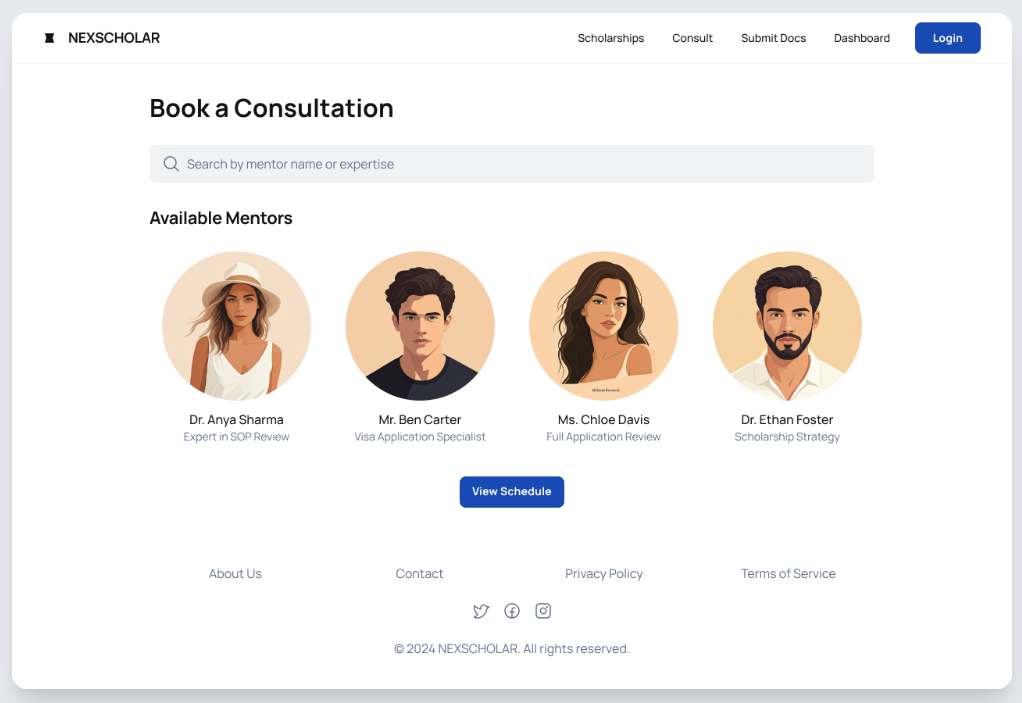 NEXSCHOLAR
Scholarships
Consult
Submit Docs
Dashboard
Login
Book a Consultation
Search by mentor name or expertise
Available Mentors
Dr. Anya Sharma
Expert in SOP Review
Mr. Ben Carter
Visa Application Specialist
Ms. Chloe Davis
Full Application Review
Dr. Ethan Foster
Scholarship Strategy
View Schedule
About Us
Contact
Privacy Policy
Terms of Service
© 2024 NEXSCHOLAR. All rights reserved.